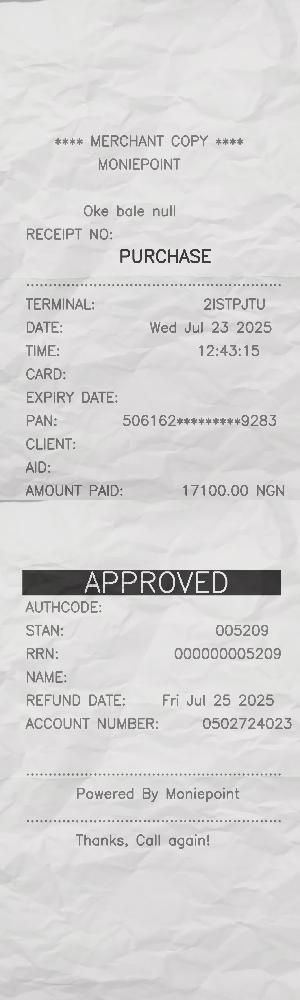 **** MERCHANT COPY ****
MONIEPOINT
Oke bale null
RECEIPT NO:
PURCHASE
TERMINAL: 2ISTPJTU
DATE: Wed Jul 23 2025
TIME: 12:43:15
CARD:
EXPIRY DATE:
PAN: 506162*********9283
CLIENT:
AID:
AMOUNT PAID: 17100.00 NGN
APPROVED
AUTHCODE:
STAN: 005209
RRN: 000000005209
NAME:
REFUND DATE: Fri Jul 25 2025
ACCOUNT NUMBER: 0502724023
Powered By Moniepoint
Thanks, Call again!